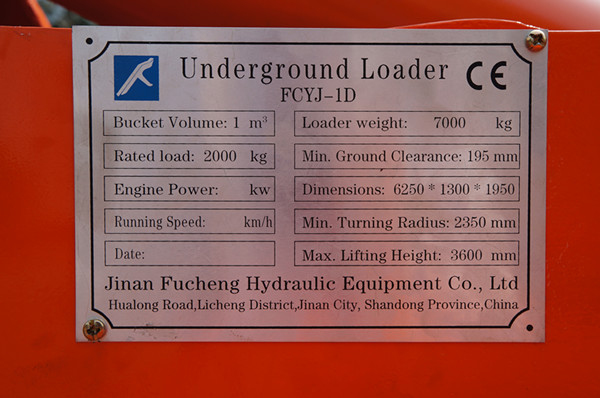 Underground Loader CE
FCYJ-1D
Bucket Volume: 1 m³
Loader weight: 7000 kg
Rated load: 2000 kg
Min. Ground Clearance: 195 mm
Engine Power: kw
Dimensions: 6250 * 1300 * 1950
Running Speed: km/h
Min. Turning Radius: 2350 mm
Date:
Max. Lifting Height: 3600 mm
Jinan Fucheng Hydraulic Equipment Co., Ltd
Hualong Road,Licheng District,Jinan City, Shandong Province,China